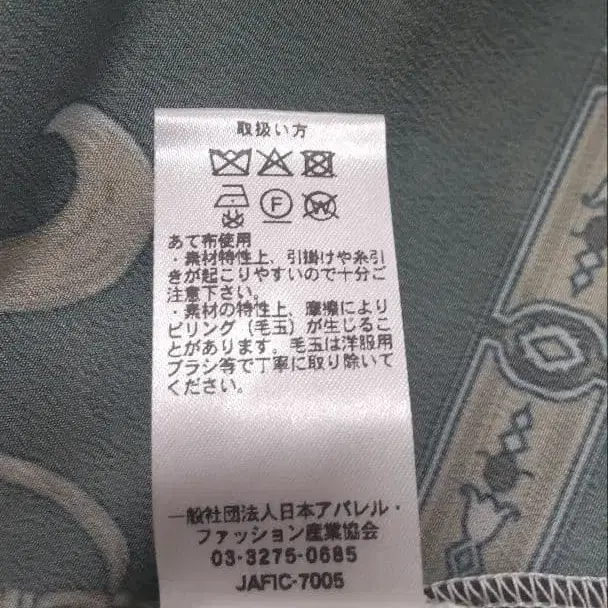 取扱い方
F W
あて布使用
・素材特性上、引掛けや糸引
きが起こりやすいので十分ご
注意下さい。
・素材の特性上、摩擦により
ピリング（毛玉）が生じるこ
とがあります。毛玉は洋服用
ブラシ等で丁寧に取り除いて
ください。
一般社団法人日本アパレル・
ファッション産業協会
03-3275-0685
JAFIC-7005